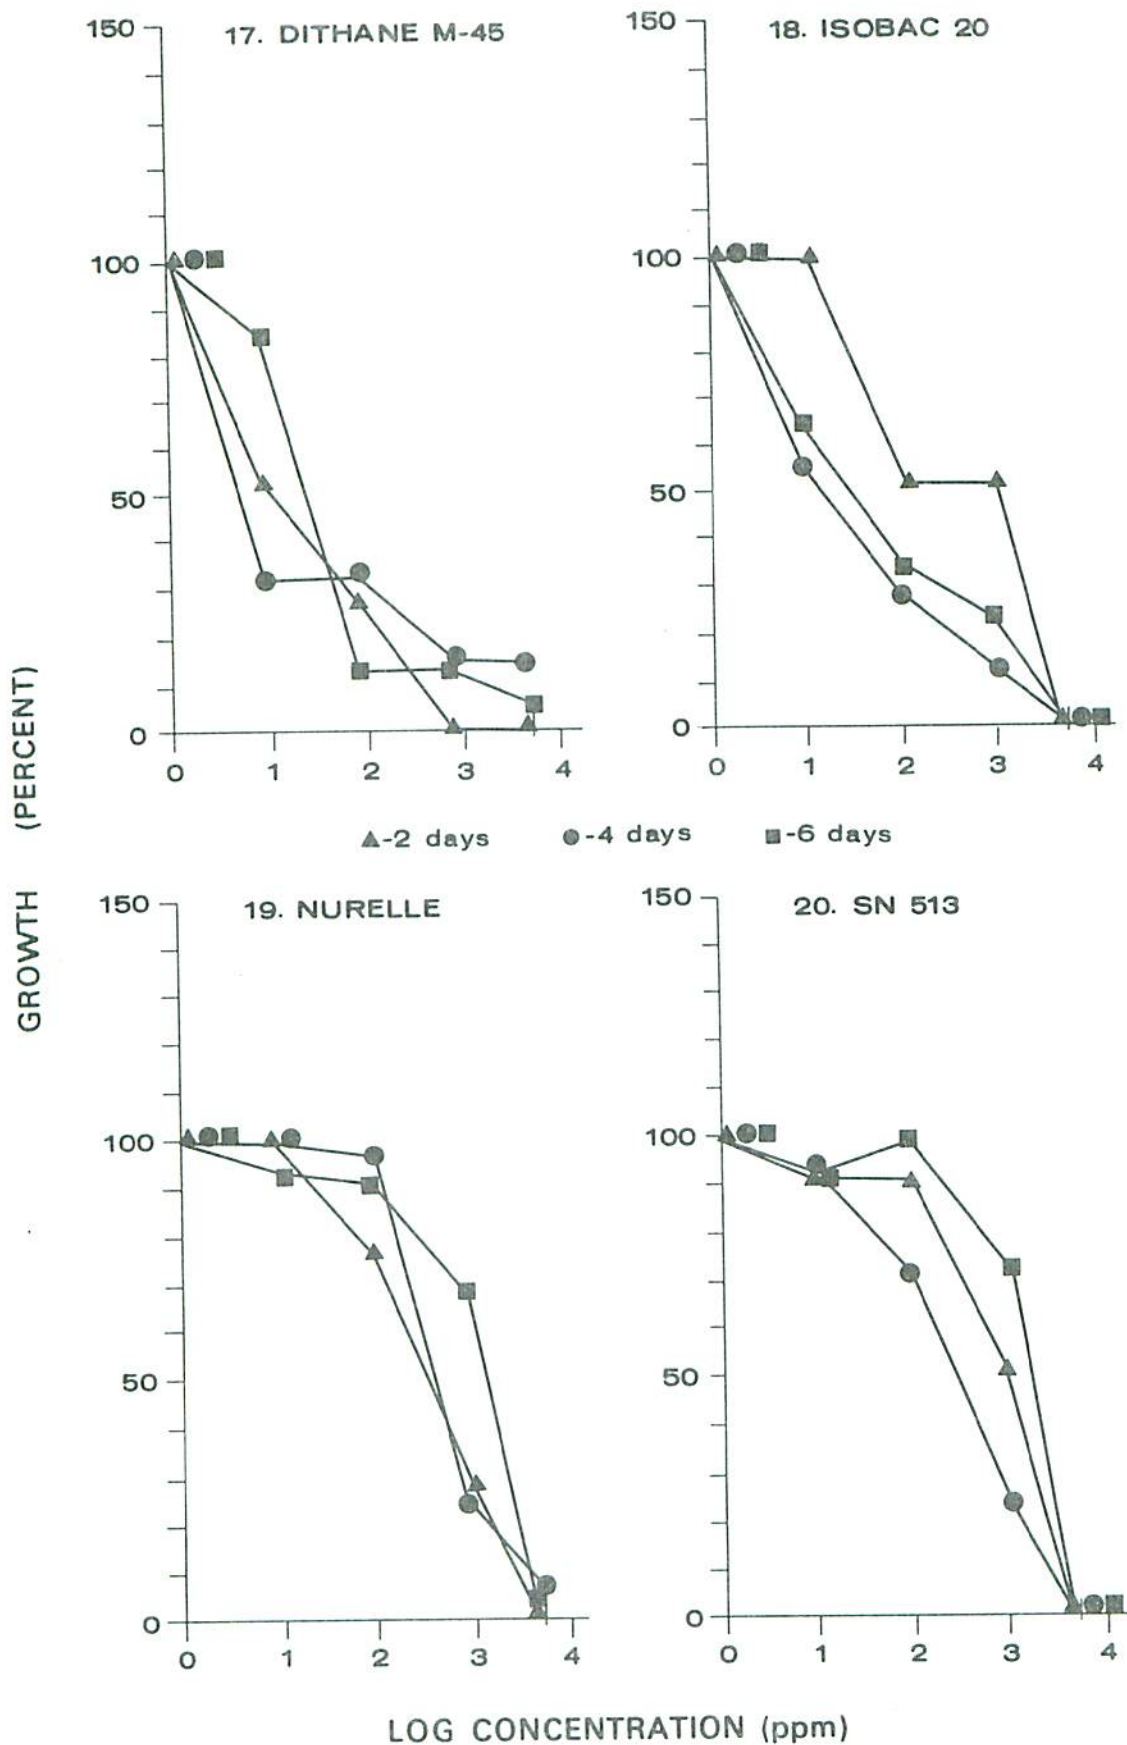 17. DITHANE M-45
150
100
50
0
0 1 2 3 4
18. ISOBAC 20
150
100
50
0
0 1 2 3 4
▲-2 days ●-4 days ■-6 days
19. NURELLE
150
100
50
0
0 1 2 3 4
20. SN 513
150
100
50
0
0 1 2 3 4
GROWTH (PERCENT)
LOG CONCENTRATION (ppm)